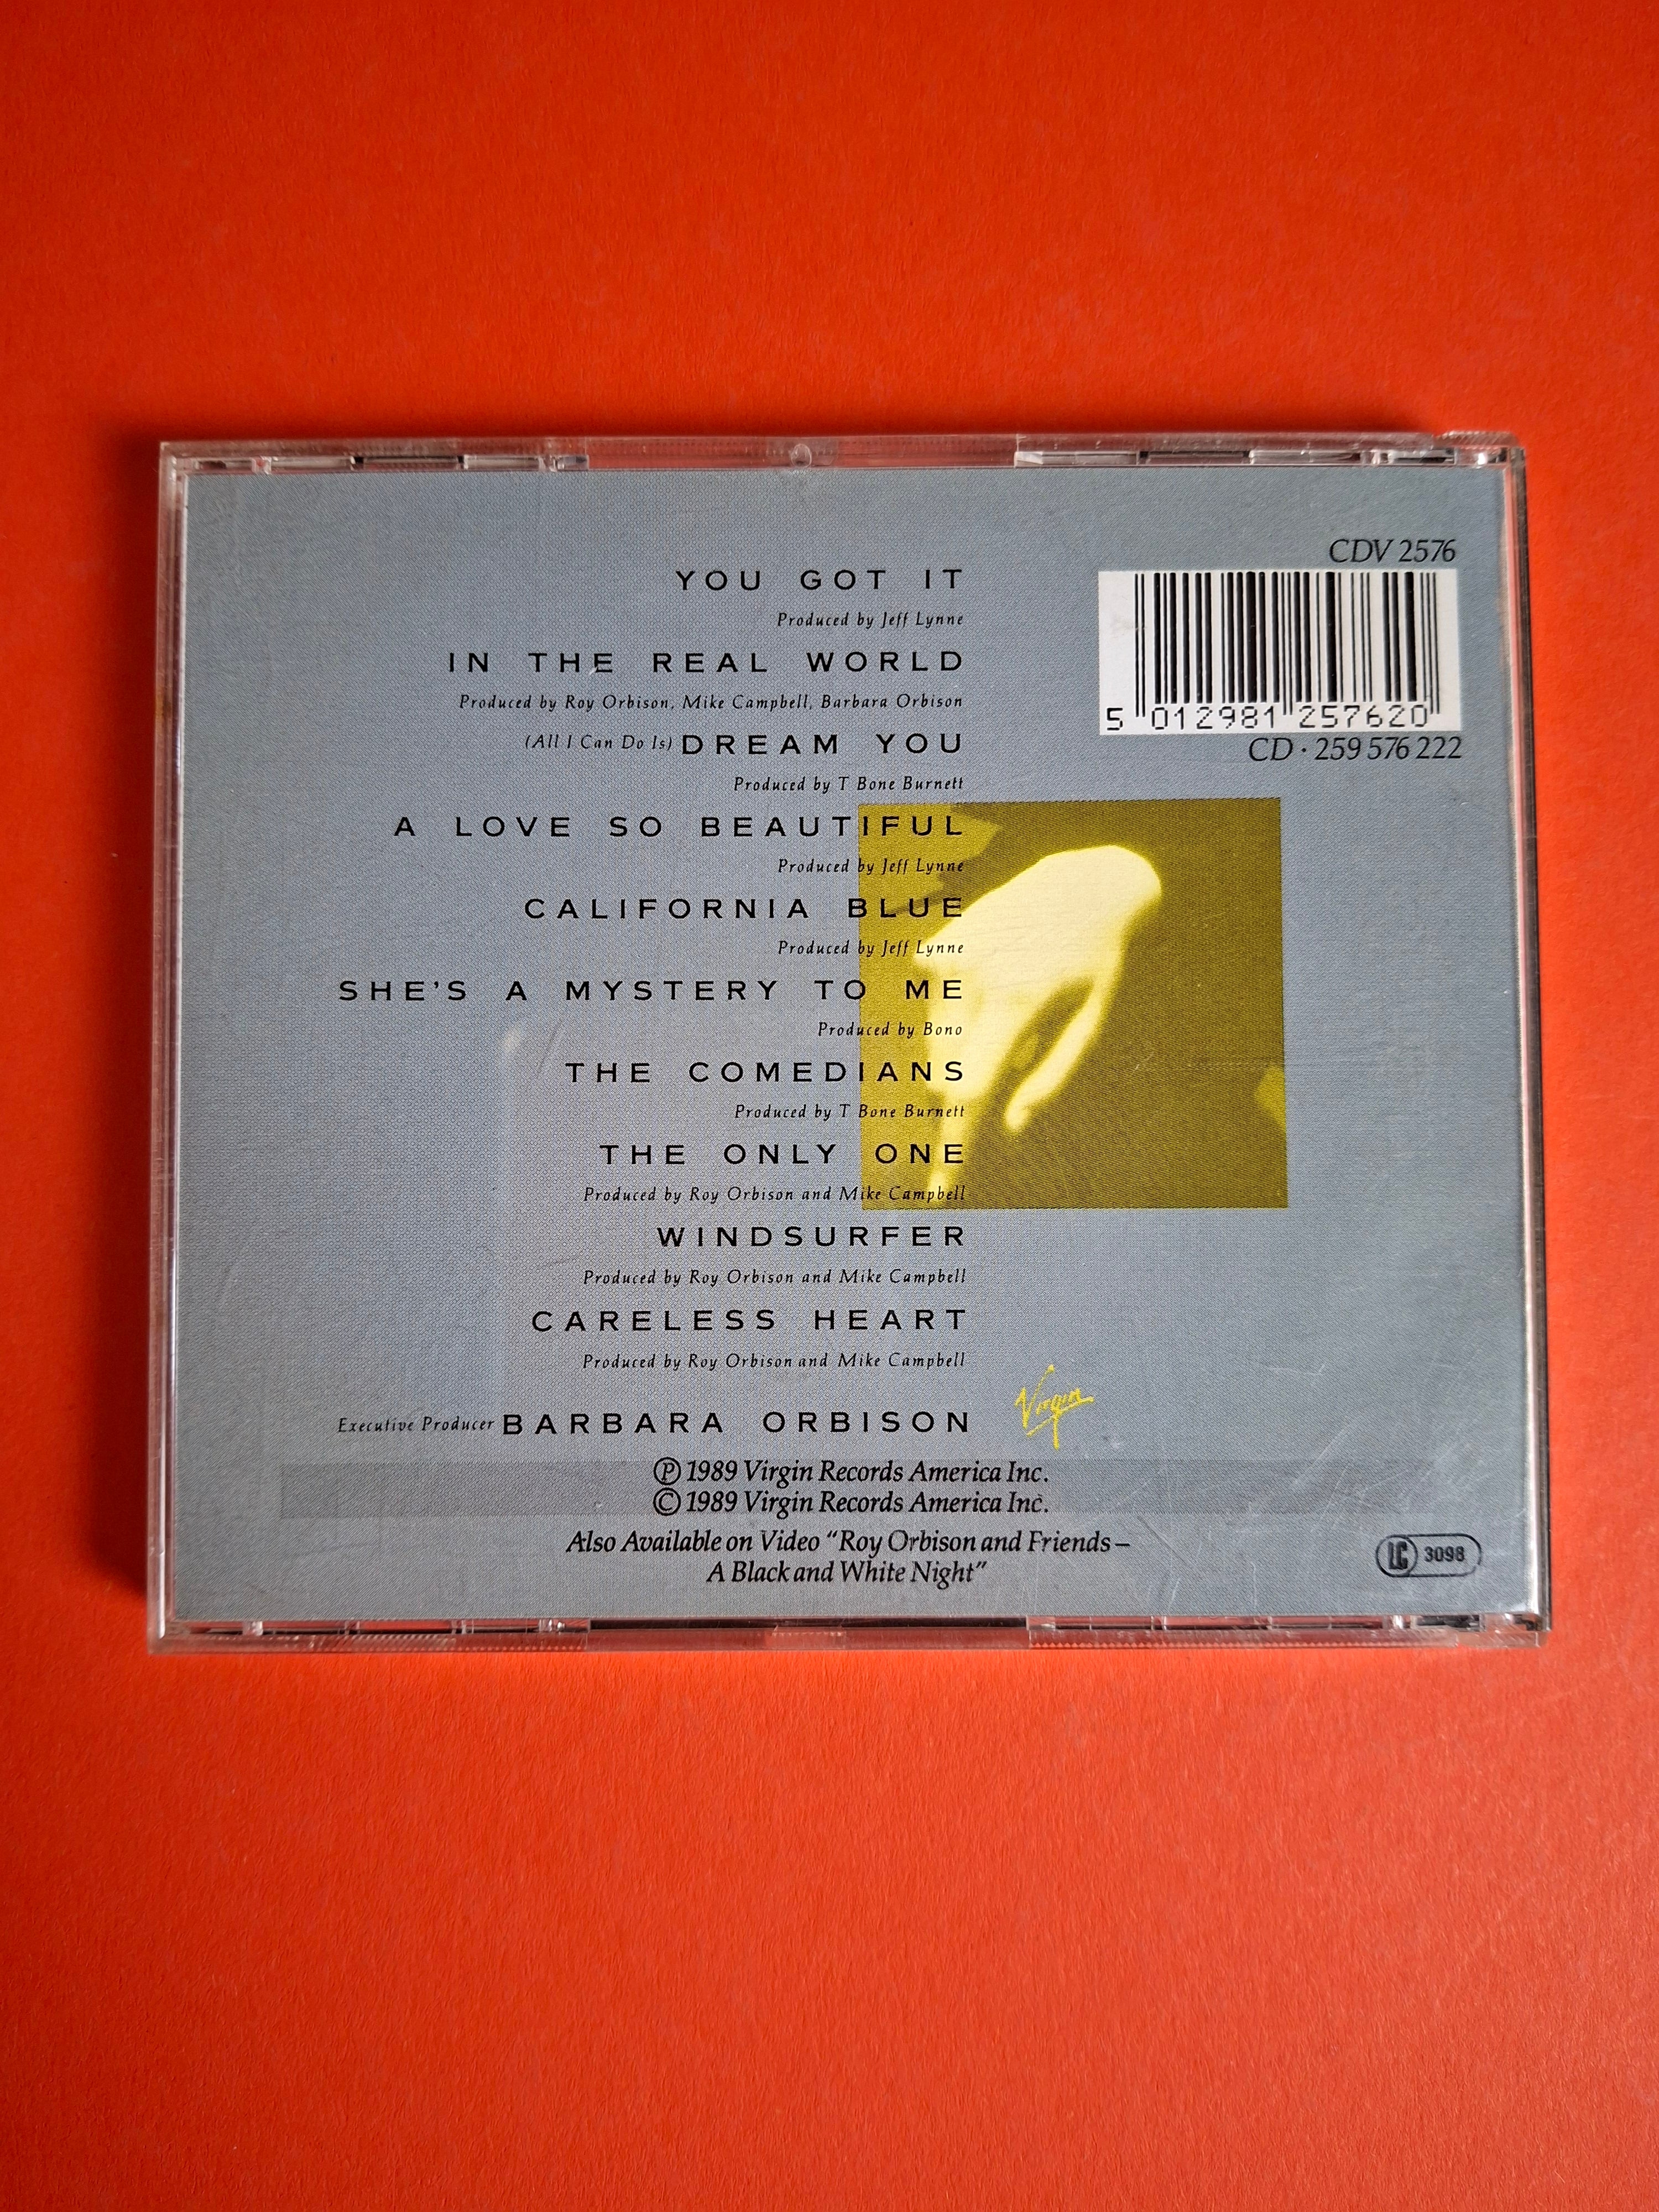 YOU GOT IT
Produced by Jeff Lynne
IN THE REAL WORLD
Produced by Roy Orbison, Mike Campbell, Barbara Orbison
(All I Can Do Is) DREAM YOU
Produced by T Bone Burnett
A LOVE SO BEAUTIFUL
Produced by Jeff Lynne
CALIFORNIA BLUE
Produced by Jeff Lynne
SHE'S A MYSTERY TO ME
Produced by Bono
THE COMEDIANS
Produced by T Bone Burnett
THE ONLY ONE
Produced by Roy Orbison and Mike Campbell
WINDSURFER
Produced by Roy Orbison and Mike Campbell
CARELESS HEART
Produced by Roy Orbison and Mike Campbell
Executive Producer BARBARA ORBISON
Virgin
℗ 1989 Virgin Records America Inc.
© 1989 Virgin Records America Inc.
Also Available on Video “Roy Orbison and Friends –
A Black and White Night”
CDV 2576
5 012981 257620
CD · 259 576 222
LC 3098